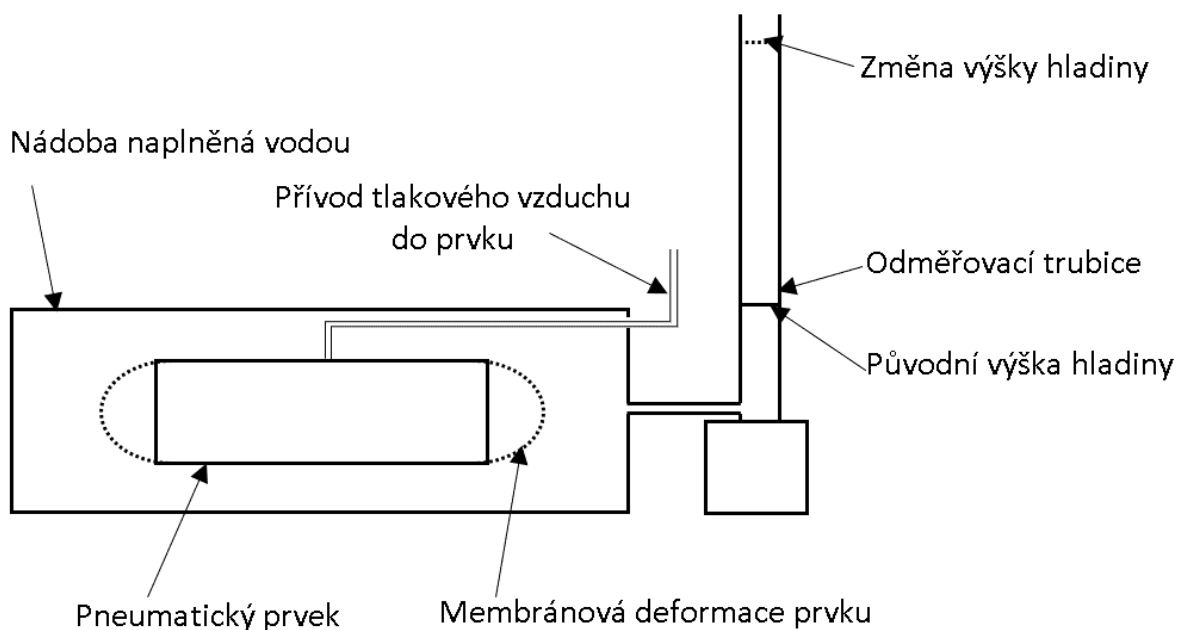 Změna výšky hladiny
Nádoba naplněná vodou
Přívod tlakového vzduchu
do prvku
Odměřovací trubice
Původní výška hladiny
Pneumatický prvek
Membránová deformace prvku